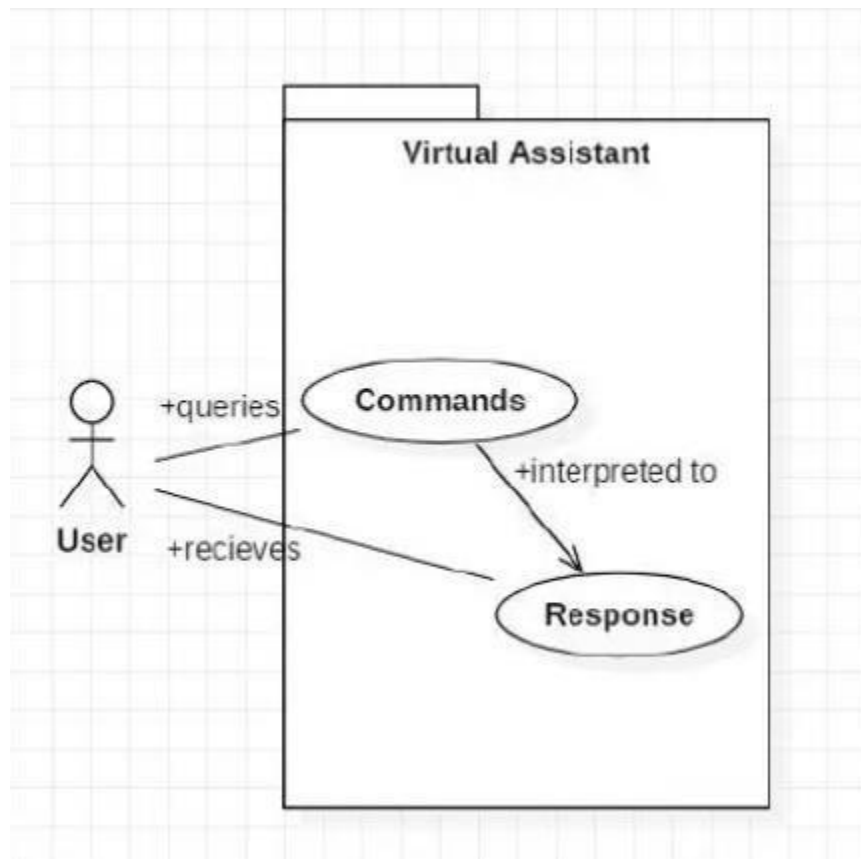 Virtual Assistant
Commands
+queries
+interpreted to
User
+recieves
Response